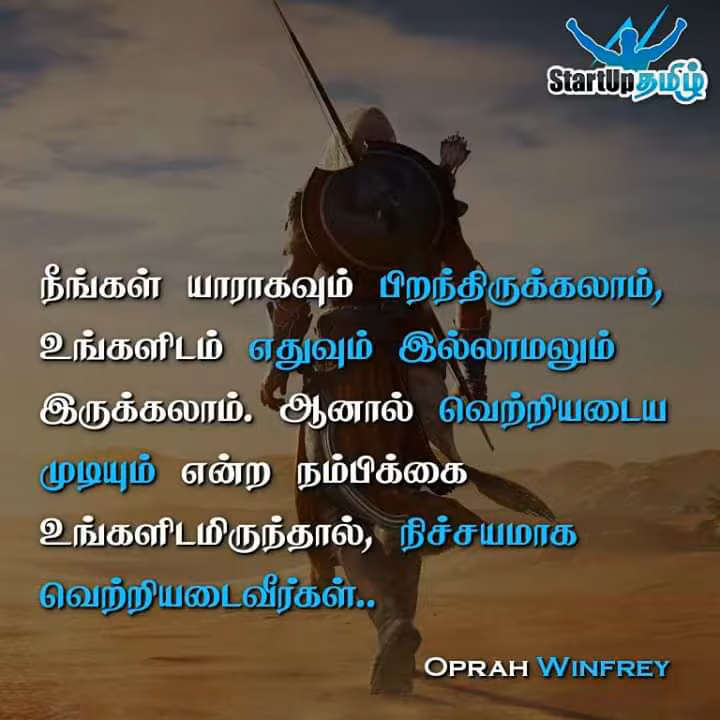 StartUpதமிழ்
நீங்கள் யாராகவும் பிறந்திருக்கலாம்,
உங்களிடம் எதுவும் இல்லாமலும்
இருக்கலாம். ஆனால் வெற்றியடைய
முடியும் என்ற நம்பிக்கை
உங்களிடமிருந்தால், நிச்சயமாக
வெற்றியடைவீர்கள்..
OPRAH WINFREY